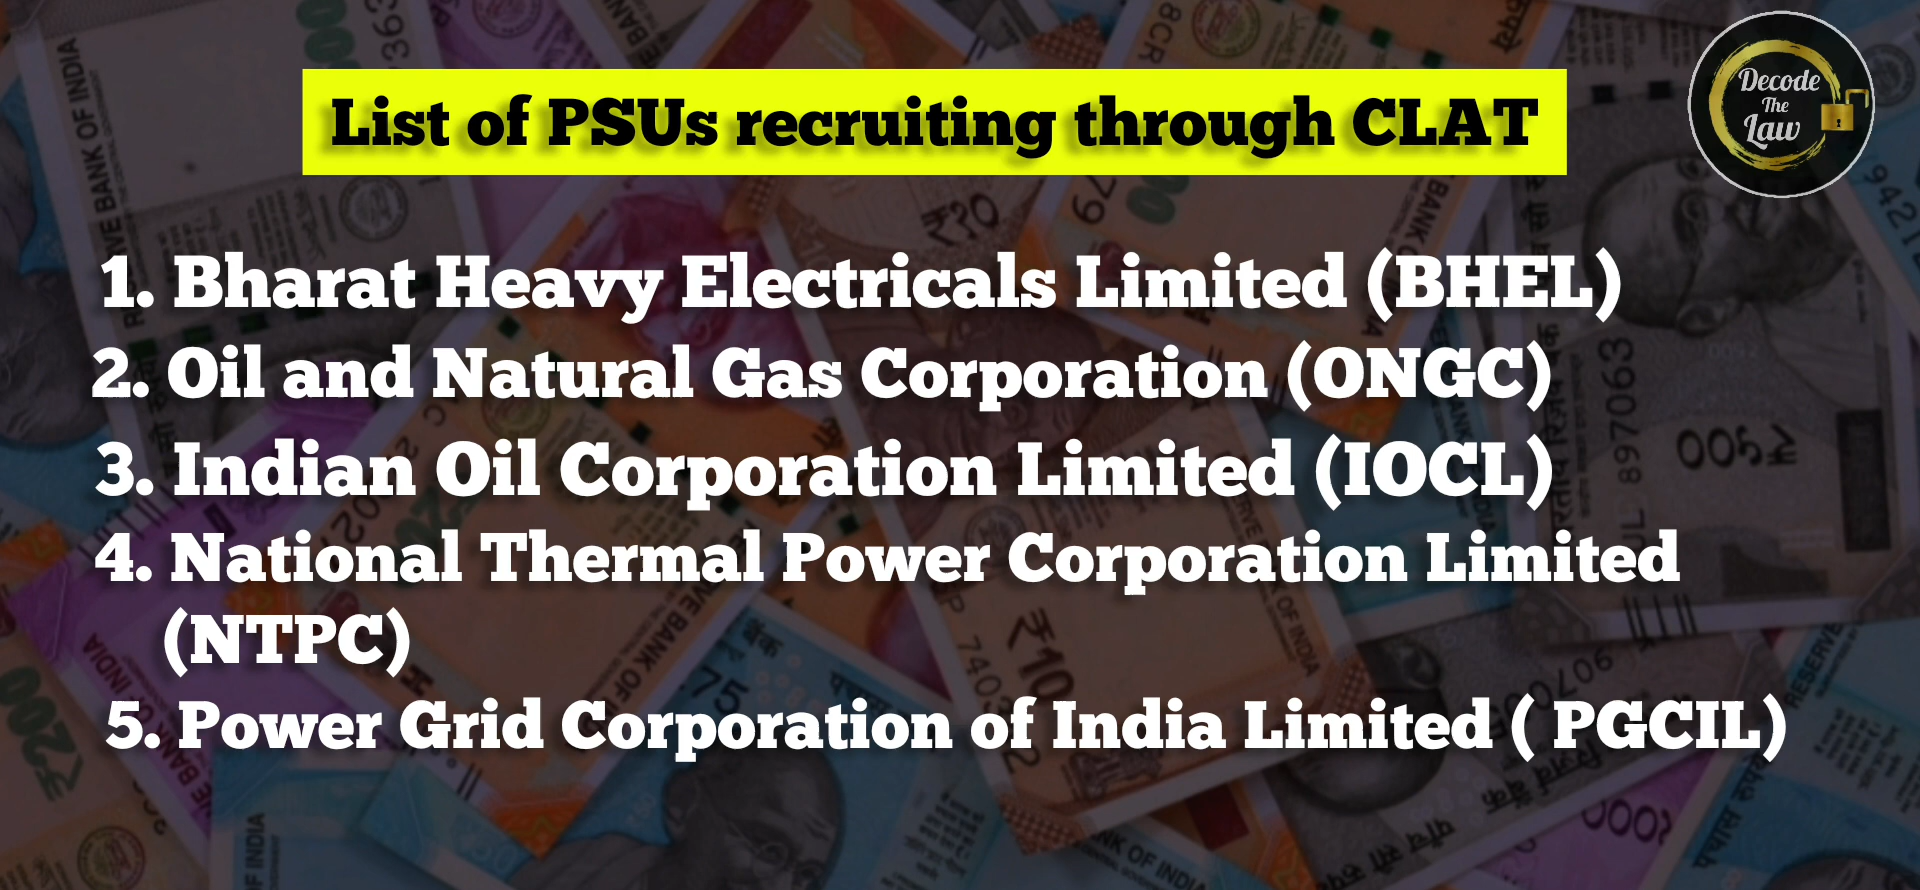 List of PSUs recruiting through CLAT
Decode
The
Law
1. Bharat Heavy Electricals Limited (BHEL)
2. Oil and Natural Gas Corporation (ONGC)
3. Indian Oil Corporation Limited (IOCL)
4. National Thermal Power Corporation Limited
(NTPC)
5. Power Grid Corporation of India Limited ( PGCIL)